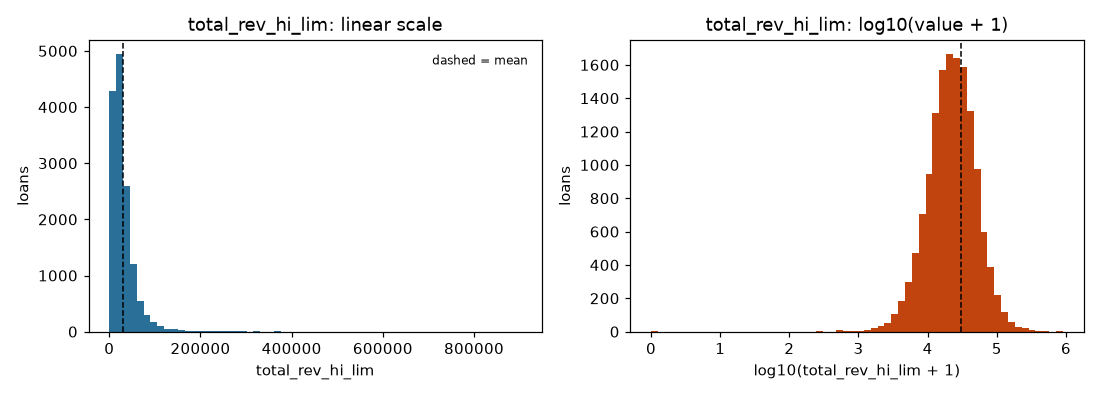 total_rev_hi_lim: linear scale
dashed = mean
5000
4000
3000
2000
1000
0
loans
0 200000 400000 600000 800000
total_rev_hi_lim
total_rev_hi_lim: log10(value + 1)
1600
1400
1200
1000
800
600
400
200
0
loans
0 1 2 3 4 5 6
log10(total_rev_hi_lim + 1)